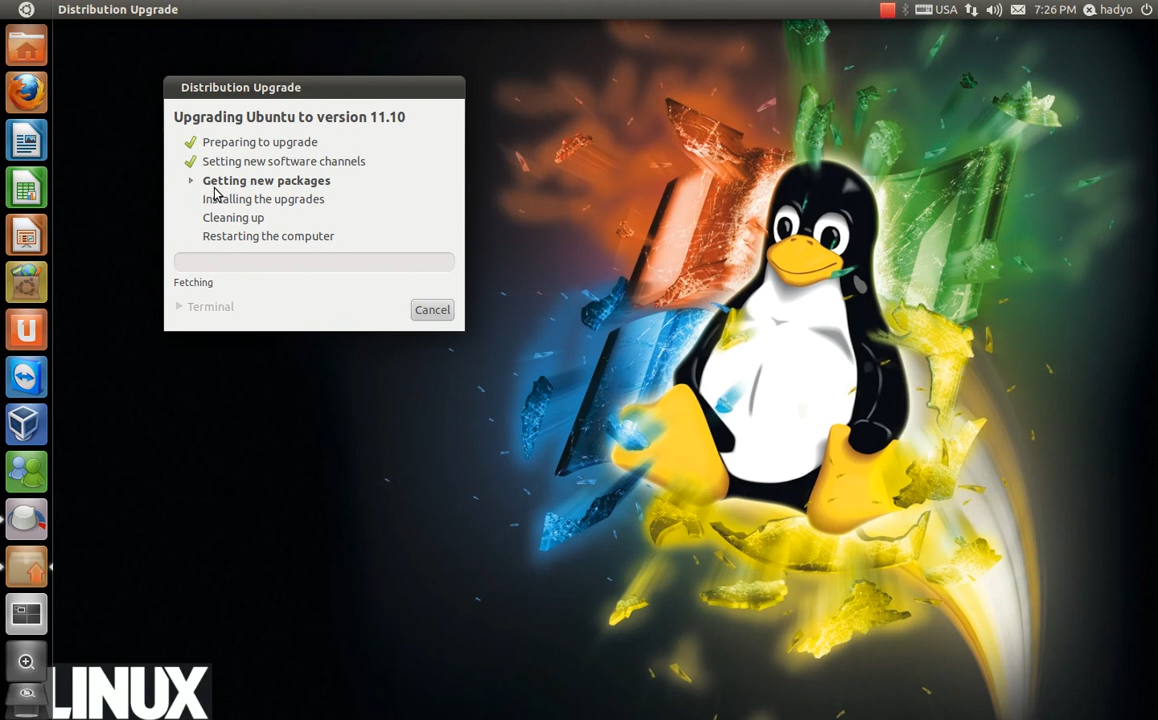 Distribution Upgrade
USA
7:26 PM
hadyo
Distribution Upgrade
Upgrading Ubuntu to version 11.10
Preparing to upgrade
Setting new software channels
Getting new packages
Installing the upgrades
Cleaning up
Restarting the computer
Fetching
Terminal
Cancel
LINUX